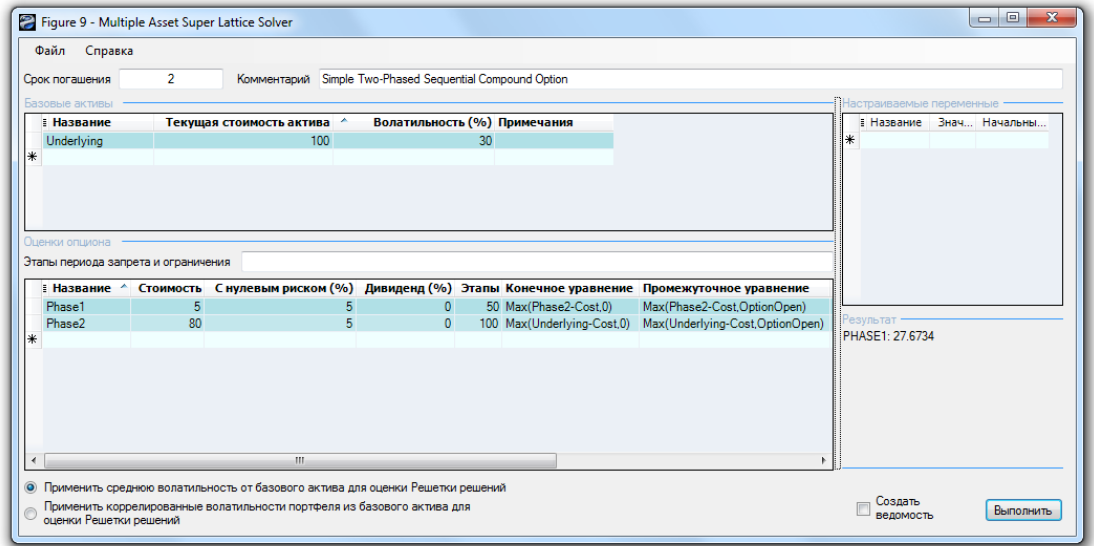 Figure 9 - Multiple Asset Super Lattice Solver
Файл Справка
Срок погашения 2 Комментарий Simple Two-Phased Sequential Compound Option
Базовые активы
Название Текущая стоимость актива Волатильность (%) Примечания
Underlying 100 30
Оценки опциона
Этапы периода запрета и ограничения
Название Стоимость С нулевым риском (%) Дивиденд (%) Этапы Конечное уравнение Промежуточное уравнение
Phase1 5 5 0 50 Max(Phase2-Cost,0) Max(Phase2-Cost,OptionOpen)
Phase2 80 5 0 100 Max(Underlying-Cost,0) Max(Underlying-Cost,OptionOpen)
Применить среднюю волатильность от базового актива для оценки Решетки решений
Применить коррелированные волатильности портфеля из базового актива для
оценки Решетки решений
Настраиваемые переменные
Название Знач... Начальны...
Результат
PHASE1: 27.6734
Создать
ведомость
Выполнить